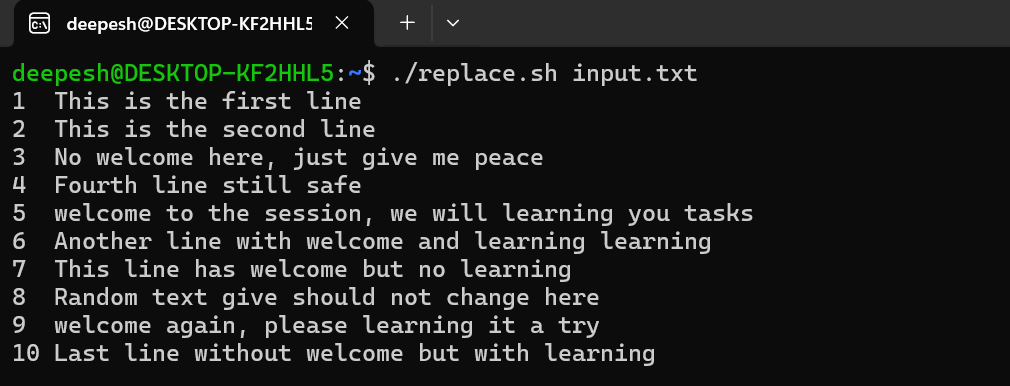 deepesh@DESKTOP-KF2HHL5
deepesh@DESKTOP-KF2HHL5:~$ ./replace.sh input.txt
1  This is the first line
2  This is the second line
3  No welcome here, just give me peace
4  Fourth line still safe
5  welcome to the session, we will learning you tasks
6  Another line with welcome and learning learning
7  This line has welcome but no learning
8  Random text give should not change here
9  welcome again, please learning it a try
10 Last line without welcome but with learning